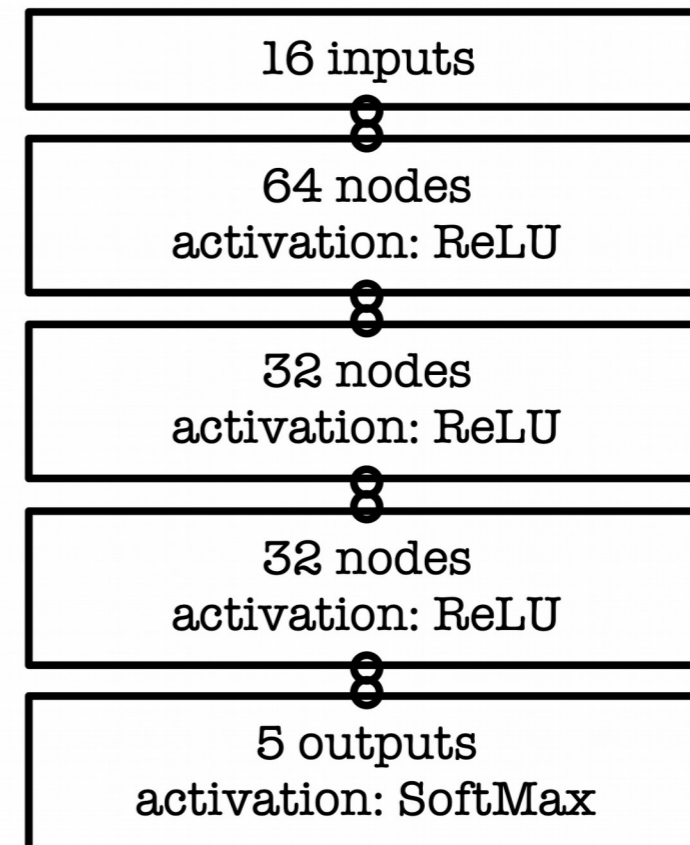 16 inputs
64 nodes
activation: ReLU
32 nodes
activation: ReLU
32 nodes
activation: ReLU
5 outputs
activation: SoftMax